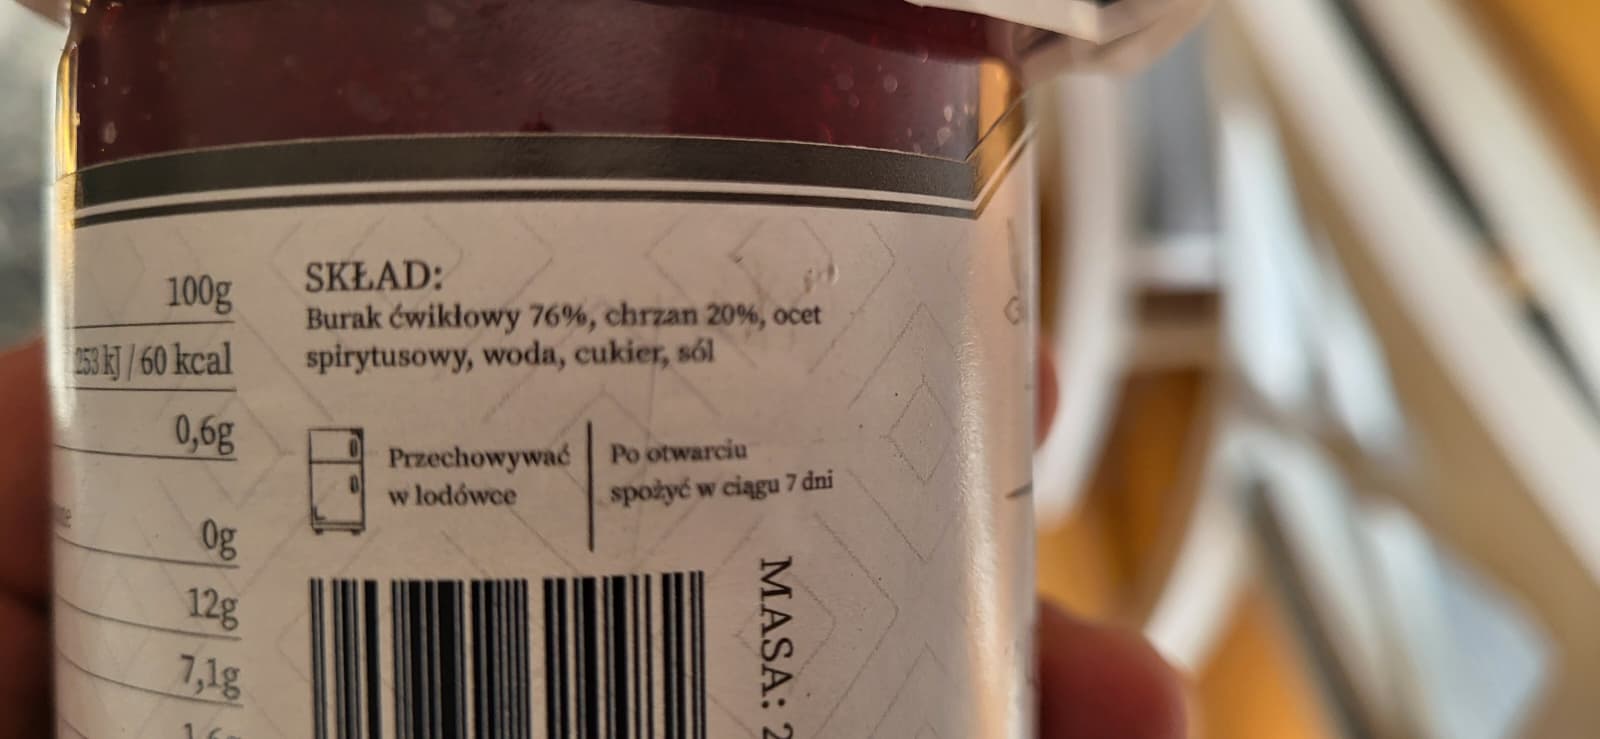 100g
253 kJ / 60 kcal
0,6g
0g
12g
7,1g
SKŁAD:
Burak ćwikłowy 76%, chrzan 20%, ocet
spirytusowy, woda, cukier, sól
Przechowywać
w lodówce
Po otwarciu
spożyć w ciągu 7 dni
MASA: 2